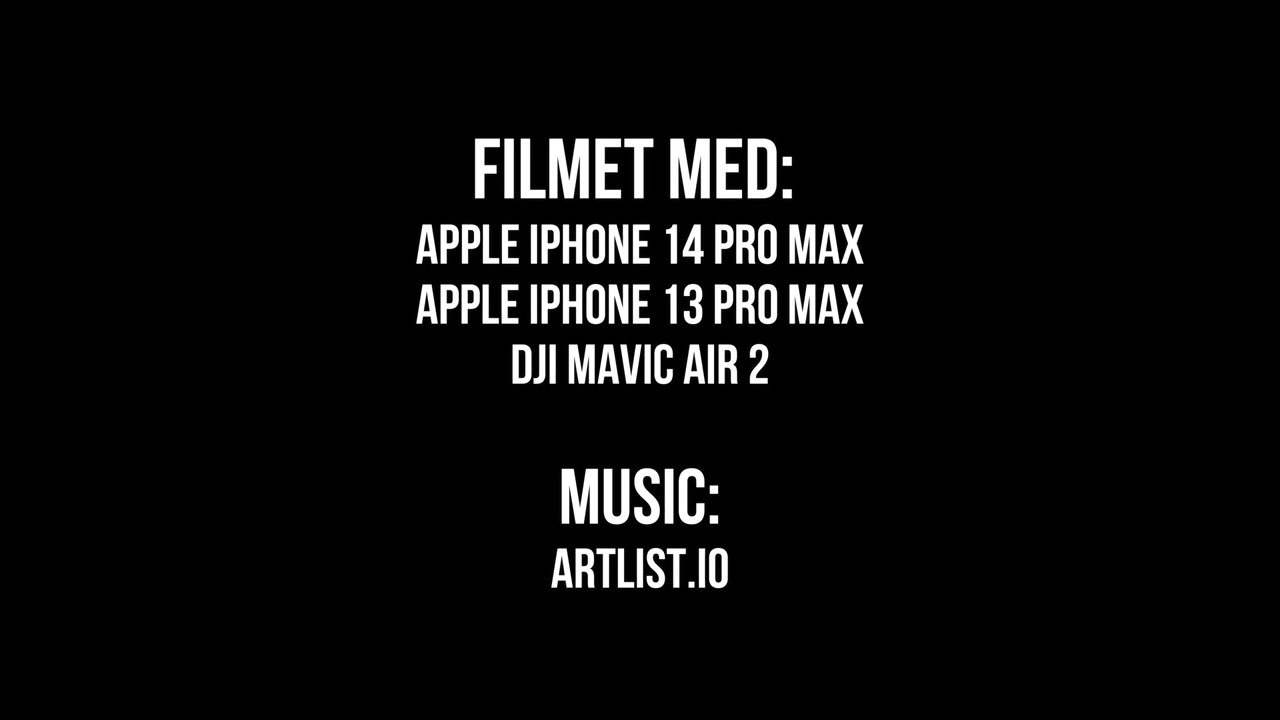 FILMET MED:
APPLE IPHONE 14 PRO MAX
APPLE IPHONE 13 PRO MAX
DJI MAVIC AIR 2
MUSIC:
ARTLIST.IO